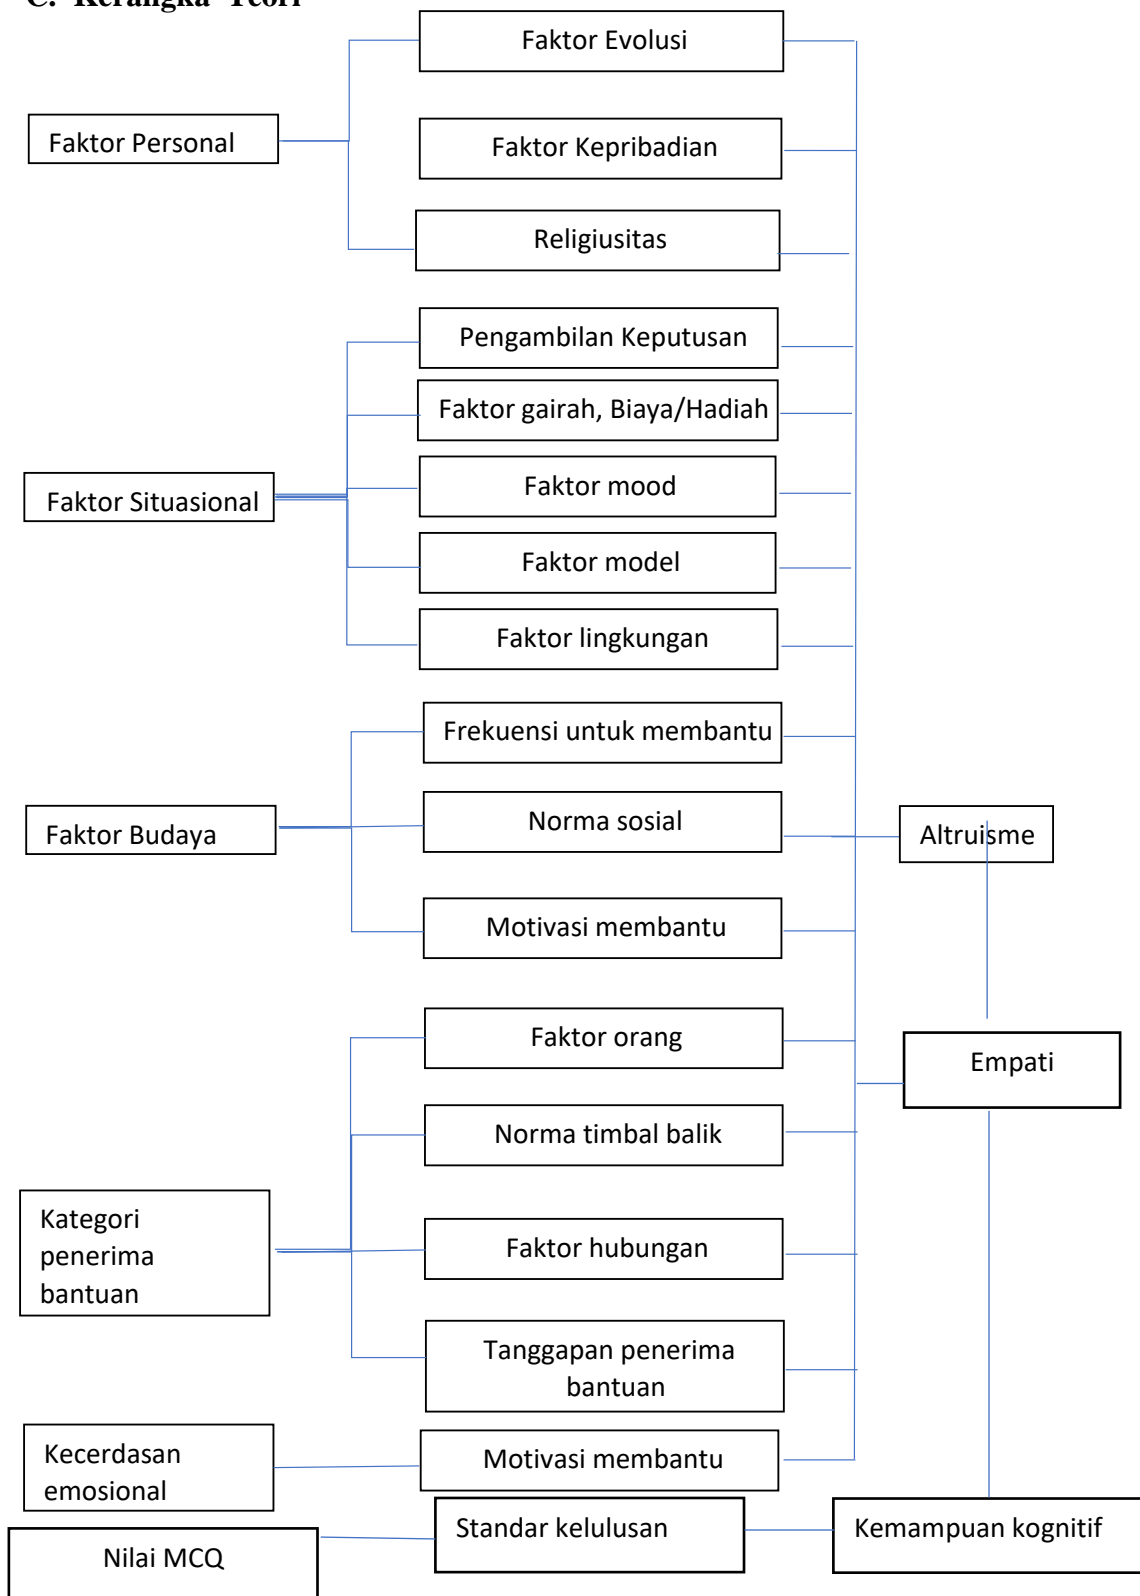 C. Kerangka Teori
Faktor Evolusi
Faktor Personal
Faktor Kepribadian
Religiusitas
Pengambilan Keputusan
Faktor gairah, Biaya/Hadiah
Faktor Situasional
Faktor mood
Faktor model
Faktor lingkungan
Frekuensi untuk membantu
Faktor Budaya
Norma sosial
Altruisme
Motivasi membantu
Faktor orang
Empati
Norma timbal balik
Kategori
penerima
bantuan
Faktor hubungan
Tanggapan penerima
bantuan
Kecerdasan
emosional
Motivasi membantu
Standar kelulusan
Kemampuan kognitif
Nilai MCQ